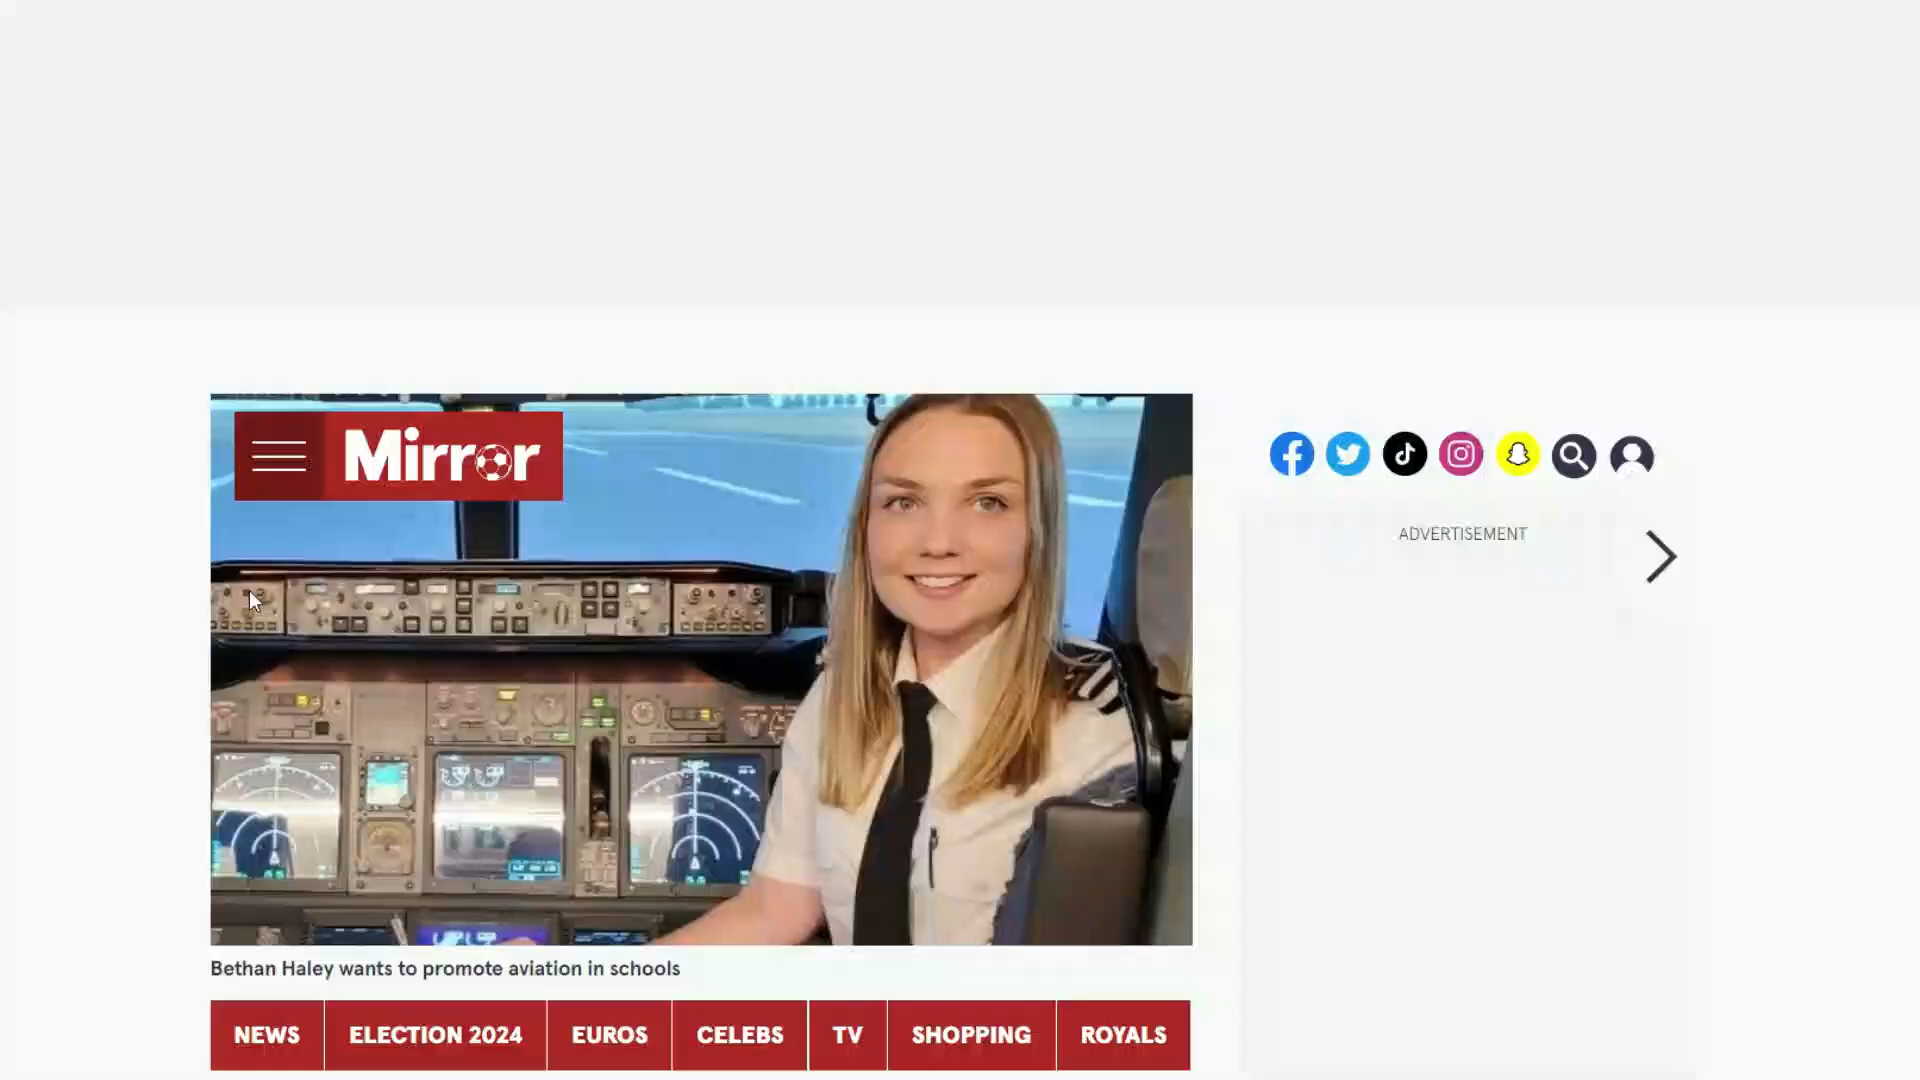 Mirror
ADVERTISEMENT
Bethan Haley wants to promote aviation in schools
NEWS
ELECTION 2024
EUROS
CELEBS
TV
SHOPPING
ROYALS